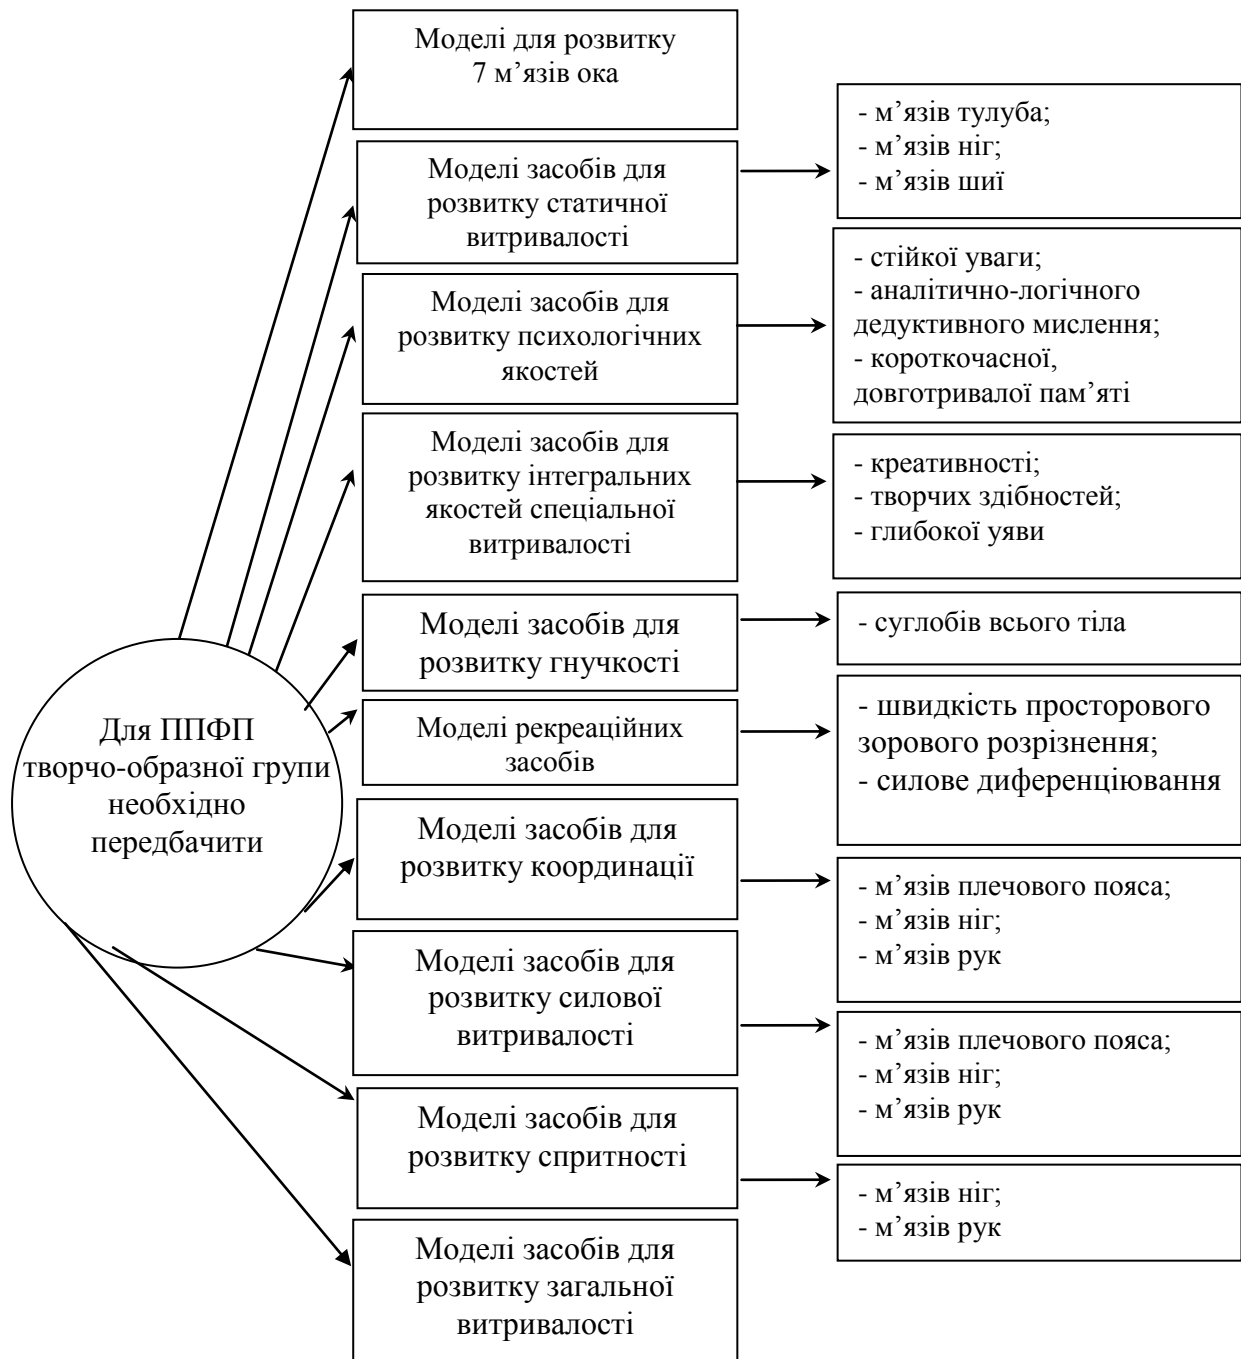 Моделі для розвитку
7 м’язів ока
Моделі засобів для
розвитку статичної
витривалості
- м’язів тулуба;
- м’язів ніг;
- м’язів шиї
Моделі засобів для
розвитку психологічних
якостей
- стійкої уваги;
- аналітично-логічного
дедуктивного мислення;
- короткочасної,
довготривалої пам’яті
Моделі засобів для
розвитку інтегральних
якостей спеціальної
витривалості
- креативності;
- творчих здібностей;
- глибокої уяви
Моделі засобів для
розвитку гнучкості
- суглобів всього тіла
Для ППФП
творчо-образної групи
необхідно
передбачити
Моделі рекреаційних
засобів
- швидкість просторового
зорового розрізнення;
- силове диференціювання
Моделі засобів для
розвитку координації
- м’язів плечового пояса;
- м’язів ніг;
- м’язів рук
Моделі засобів для
розвитку силової
витривалості
- м’язів плечового пояса;
- м’язів ніг;
- м’язів рук
Моделі засобів для
розвитку спритності
- м’язів ніг;
- м’язів рук
Моделі засобів для
розвитку загальної
витривалості